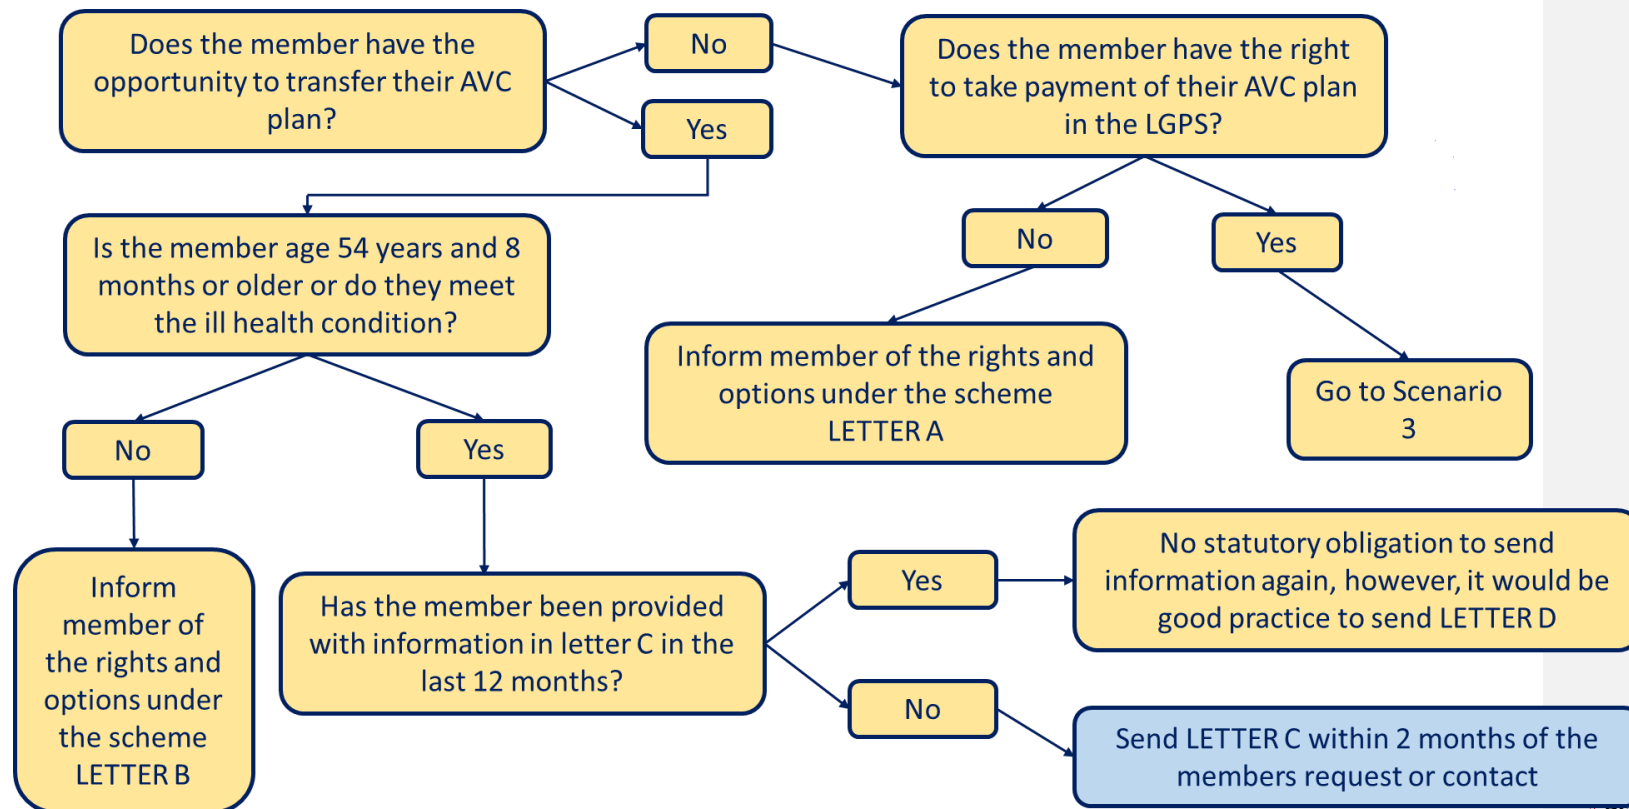 Does the member have the
opportunity to transfer their AVC
plan?
No
Yes
Does the member have the right
to take payment of their AVC plan
in the LGPS?
No
Yes
Is the member age 54 years and 8
months or older or do they meet
the ill health condition?
Inform member of the rights and
options under the scheme
LETTER A
Go to Scenario
3
No
Yes
Inform
member of
the rights and
options under
the scheme
LETTER B
Has the member been provided
with information in letter C in the
last 12 months?
Yes
No
No statutory obligation to send
information again, however, it would be
good practice to send LETTER D
Send LETTER C within 2 months of the
members request or contact